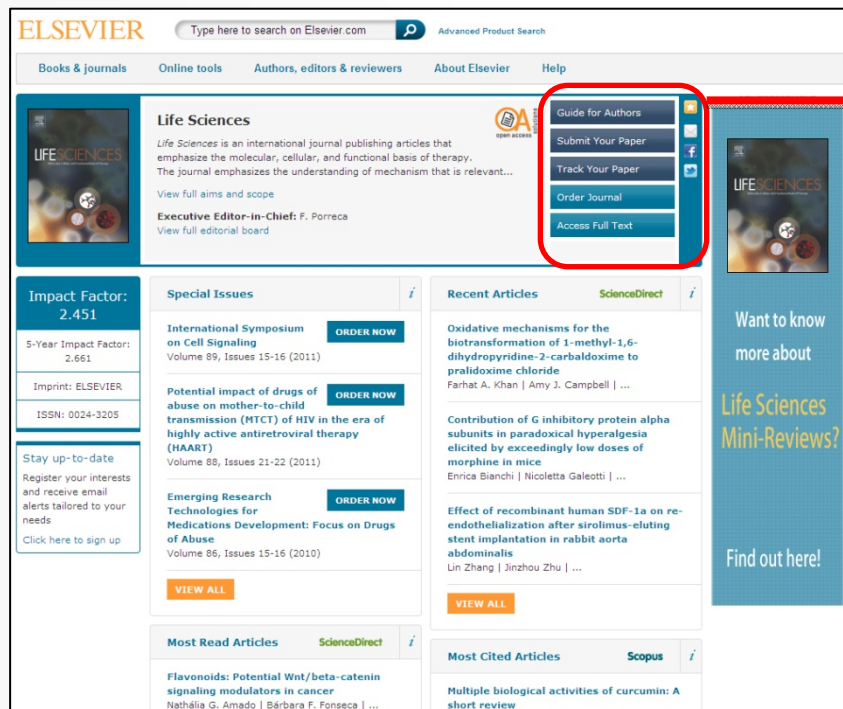 ELSEVIER
Type here to search on Elsevier.com
Advanced Product Search
Books & journals
Online tools
Authors, editors & reviewers
About Elsevier
Help
LIFESCIENCES
Life Sciences
Life Sciences is an international journal publishing articles that
emphasize the molecular, cellular, and functional basis of therapy.
The journal emphasizes the understanding of mechanism that is relevant...
View full aims and scope
Executive Editor-in-Chief: F. Porreca
View full editorial board
OA
open access
solutions
Guide for Authors
Submit Your Paper
Track Your Paper
Order Journal
Access Full Text
Impact Factor:
2.451
5-Year Impact Factor:
2.661
Imprint: ELSEVIER
ISSN: 0024-3205
Stay up-to-date
Register your interests
and receive email
alerts tailored to your
needs
Click here to sign up
Special Issues
i
International Symposium
on Cell Signaling
Volume 89, Issues 15-16 (2011)
ORDER NOW
Potential impact of drugs of
abuse on mother-to-child
transmission (MTCT) of HIV in the era of
highly active antiretroviral therapy
(HAART)
Volume 88, Issues 21-22 (2011)
ORDER NOW
Emerging Research
Technologies for
Medications Development: Focus on Drugs
of Abuse
Volume 86, Issues 15-16 (2010)
ORDER NOW
VIEW ALL
Recent Articles
ScienceDirect
i
Oxidative mechanisms for the
biotransformation of 1-methyl-1,6-
dihydropyridine-2-carbaldoxime to
pralidoxime chloride
Farhat A. Khan | Amy J. Campbell | ...
Contribution of G inhibitory protein alpha
subunits in paradoxical hyperalgesia
elicited by exceedingly low doses of
morphine in mice
Enrica Bianchi | Nicoletta Galeotti | ...
Effect of recombinant human SDF-1a on re-
endothelialization after sirolimus-eluting
stent implantation in rabbit aorta
abdominalis
Lin Zhang | Jinzhou Zhu | ...
VIEW ALL
Most Read Articles
ScienceDirect
i
Flavonoids: Potential Wnt/beta-catenin
signaling modulators in cancer
Nathália G. Amado | Bárbara F. Fonseca | ...
Most Cited Articles
Scopus
i
Multiple biological activities of curcumin: A
short review
LIFESCIENCES
Want to know
more about
Life Sciences
Mini-Reviews?
Find out here!